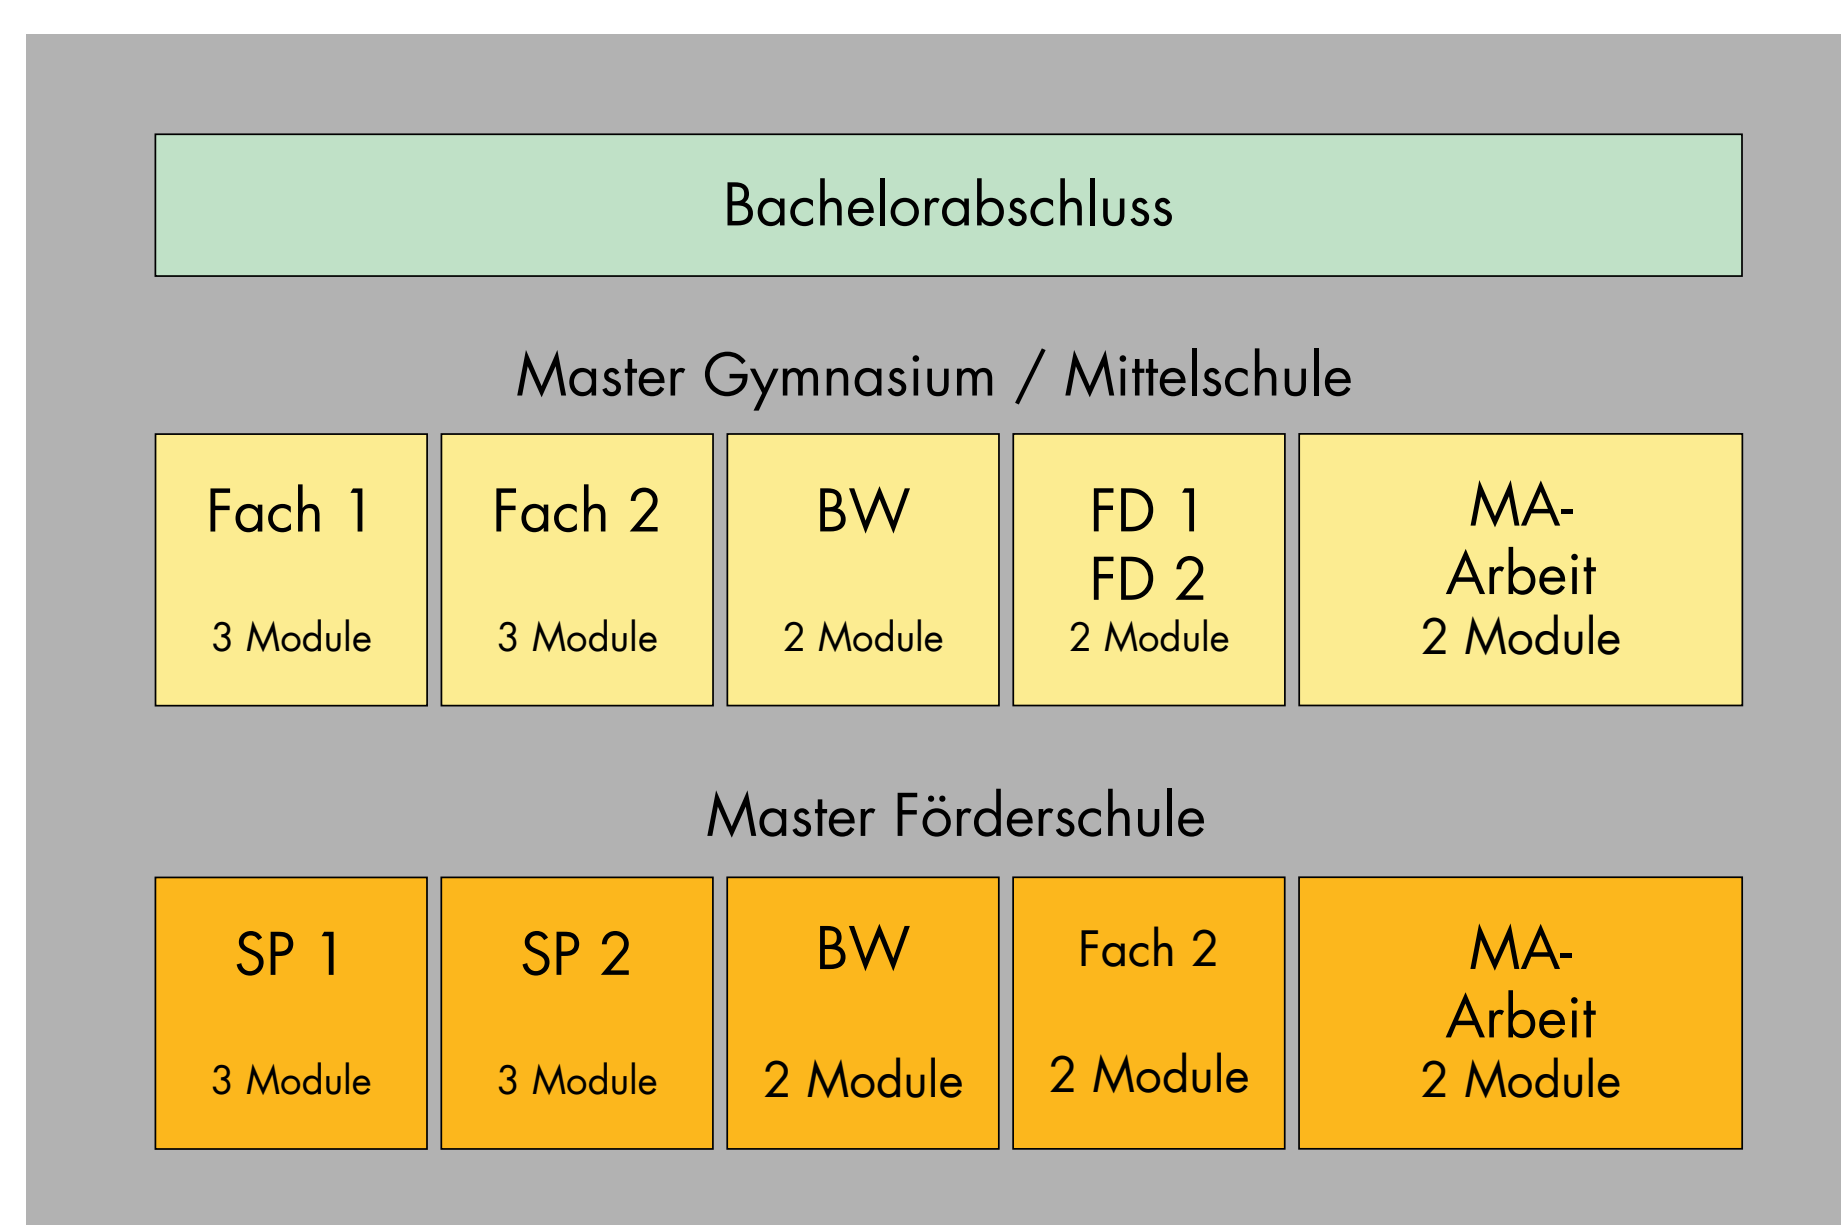 Bachelorabschluss
Master Gymnasium / Mittelschule
Fach 1
3 Module
Fach 2
3 Module
BW
2 Module
FD 1
FD 2
2 Module
MA-
Arbeit
2 Module
Master Förderschule
SP 1
3 Module
SP 2
3 Module
BW
2 Module
Fach 2
2 Module
MA-
Arbeit
2 Module